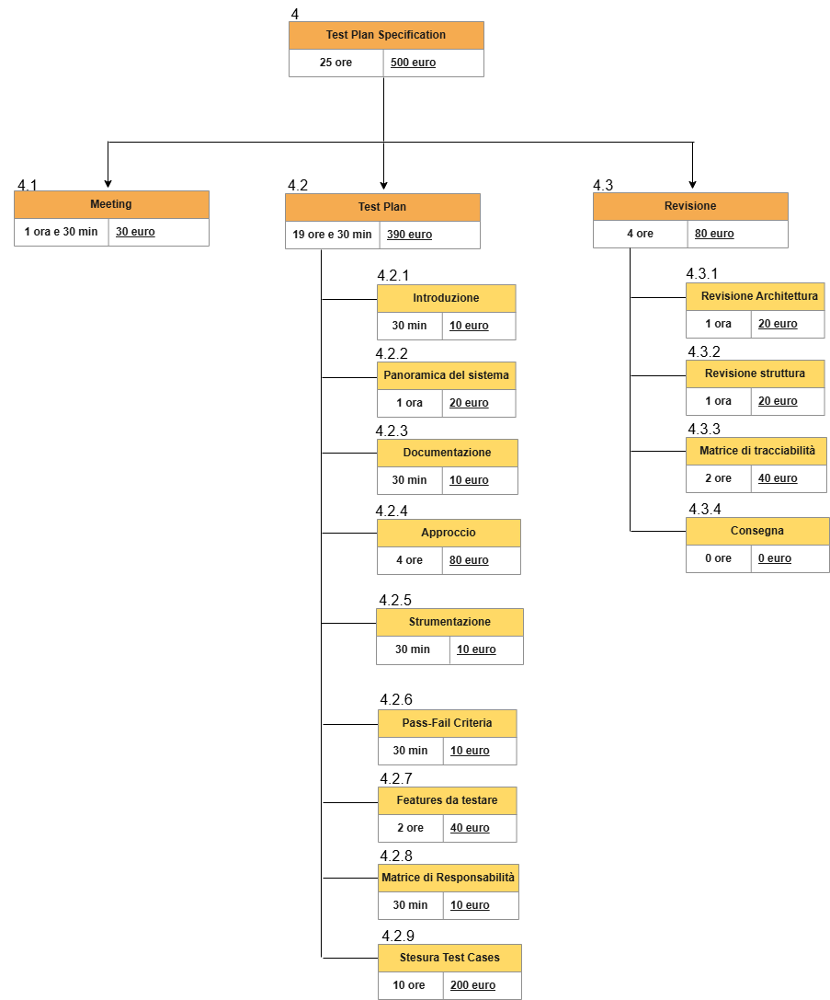 4
Test Plan Specification
25 ore 500 euro
4.1
Meeting
1 ora e 30 min 30 euro
4.2
Test Plan
19 ore e 30 min 390 euro
4.2.1
Introduzione
30 min 10 euro
4.2.2
Panoramica del sistema
1 ora 20 euro
4.2.3
Documentazione
30 min 10 euro
4.2.4
Approccio
4 ore 80 euro
4.2.5
Strumentazione
30 min 10 euro
4.2.6
Pass-Fail Criteria
30 min 10 euro
4.2.7
Features da testare
2 ore 40 euro
4.2.8
Matrice di Responsabilità
30 min 10 euro
4.2.9
Stesura Test Cases
10 ore 200 euro
4.3
Revisione
4 ore 80 euro
4.3.1
Revisione Architettura
1 ora 20 euro
4.3.2
Revisione struttura
1 ora 20 euro
4.3.3
Matrice di tracciabilità
2 ore 40 euro
4.3.4
Consegna
0 ore 0 euro